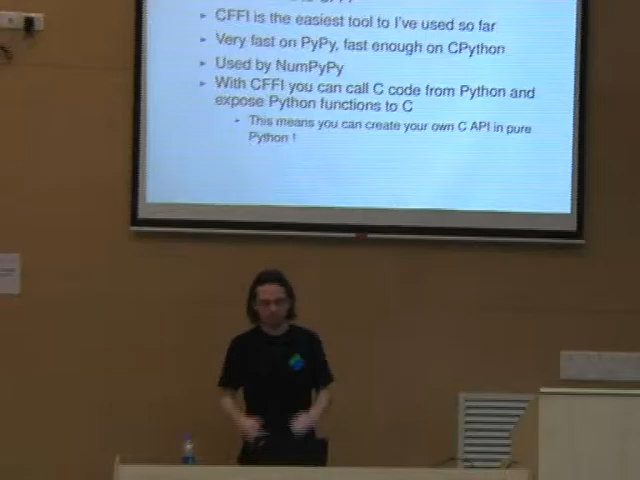 ➢ CFFI is the easiest tool to I've used so far
➢ Very fast on PyPy, fast enough on CPython
➢ Used by NumPyPy
➢ With CFFI you can call C code from Python and
expose Python functions to C
➢ This means you can create your own C API in pure
Python !